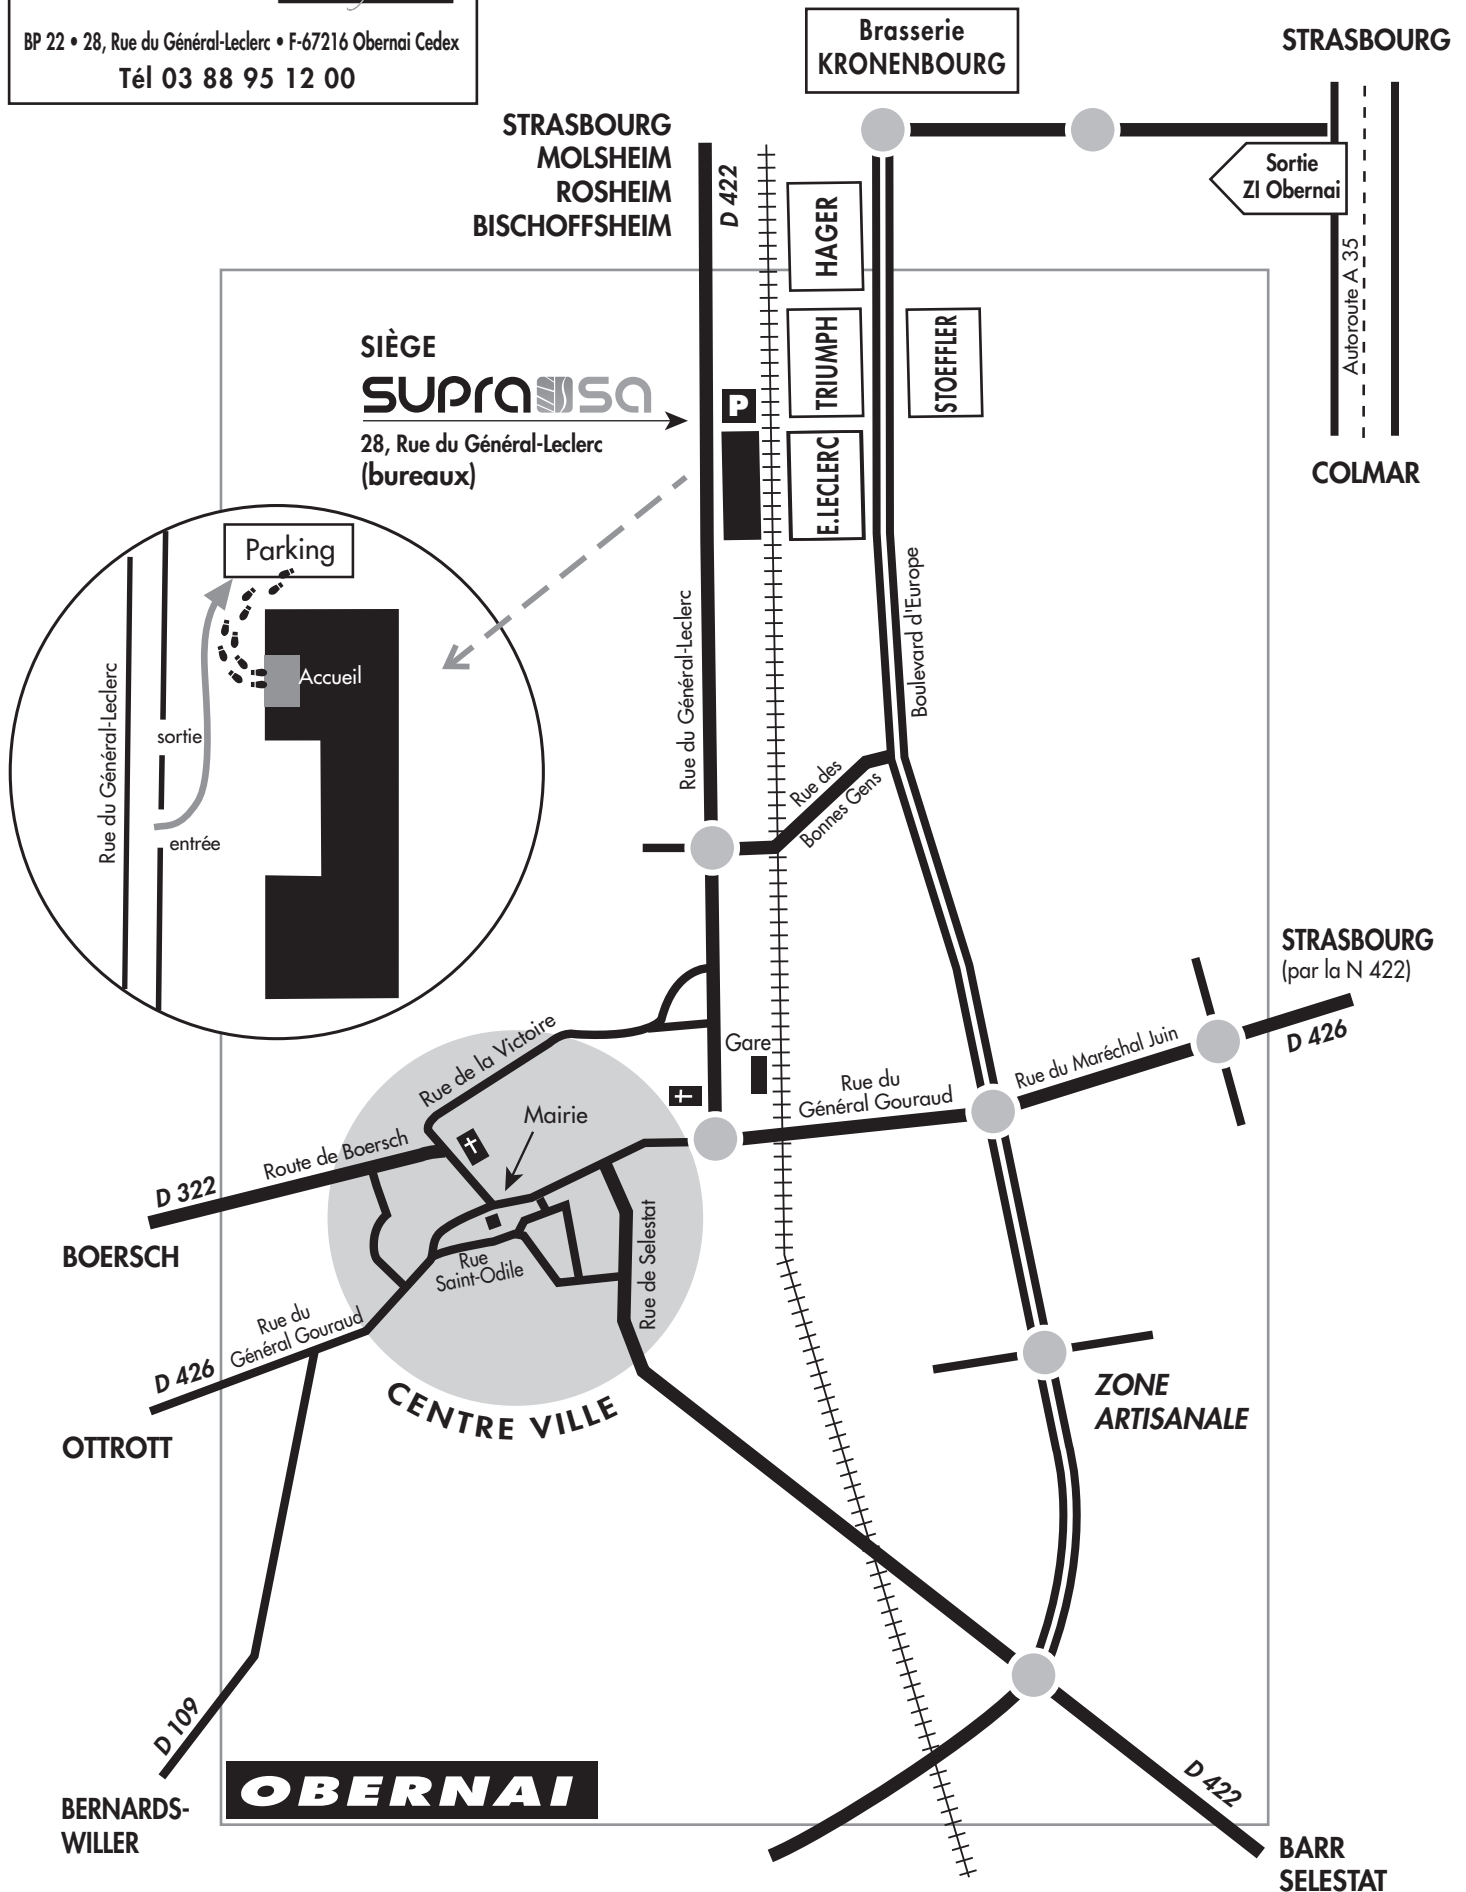 BP 22 • 28, Rue du Général-Leclerc • F-67216 Obernai Cedex
Tél 03 88 95 12 00
Brasserie
KRONENBOURG
STRASBOURG
STRASBOURG
MOLSHEIM
ROSHEIM
BISCHOFFSHEIM
D 422
HAGER
Sortie
ZI Obernai
Autoroute A 35
COLMAR
SIÈGE
supra sa
28, Rue du Général-Leclerc
(bureaux)
P
TRIUMPH
STOEFFLER
E.LECLERC
Parking
Accueil
sortie
entrée
Rue du Général-Leclerc
Rue du Général-Leclerc
Boulevard d'Europe
Rue des
Bonnes Gens
STRASBOURG
(par la N 422)
D 426
Rue du Maréchal Juin
Gare
Rue du
Général Gouraud
Rue de la Victoire
Mairie
Route de Boersch
D 322
BOERSCH
Rue
Saint-Odile
Rue de Selestat
Rue du
Général Gouraud
D 426
OTTROTT
CENTRE VILLE
ZONE
ARTISANALE
D 109
BERNARDS-
WILLER
OBERNAI
D 422
BARR
SELESTAT